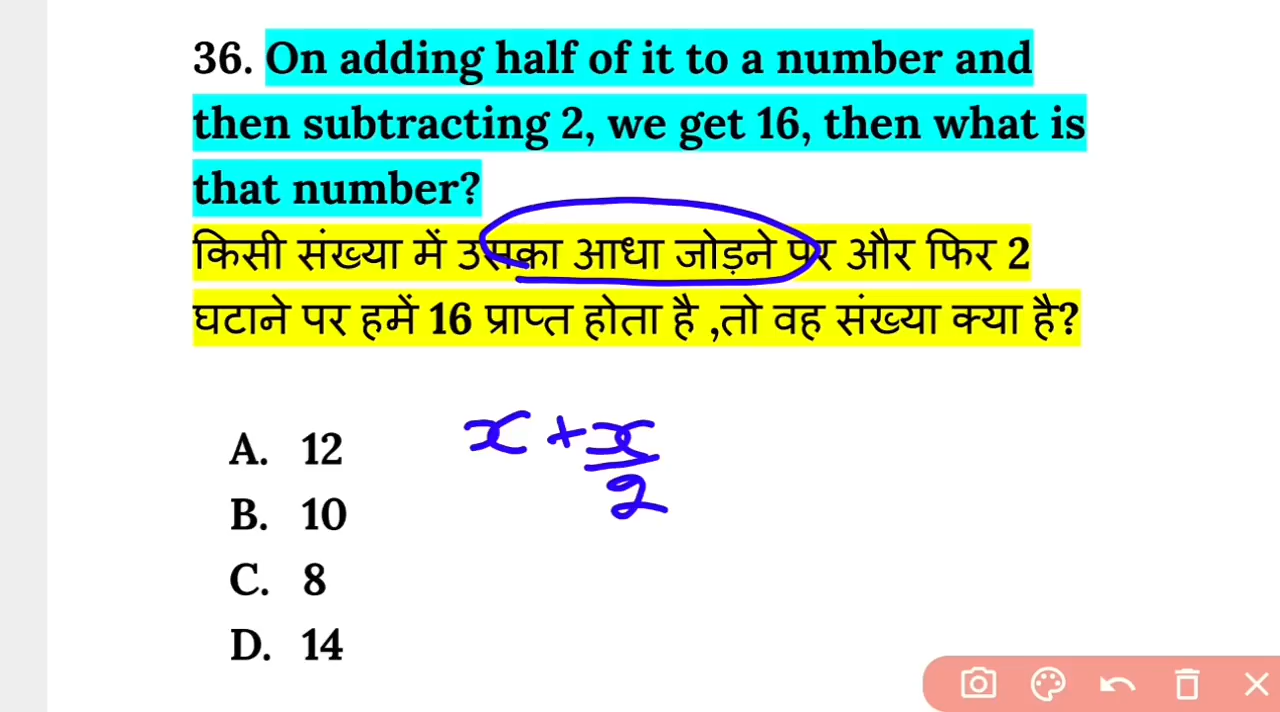 36. On adding half of it to a number and
then subtracting 2, we get 16, then what is
that number?
किसी संख्या में उसका आधा जोड़ने पर और फिर 2
घटाने पर हमें 16 प्राप्त होता है ,तो वह संख्या क्या है?
A. 12
x + x/2
B. 10
C. 8
D. 14